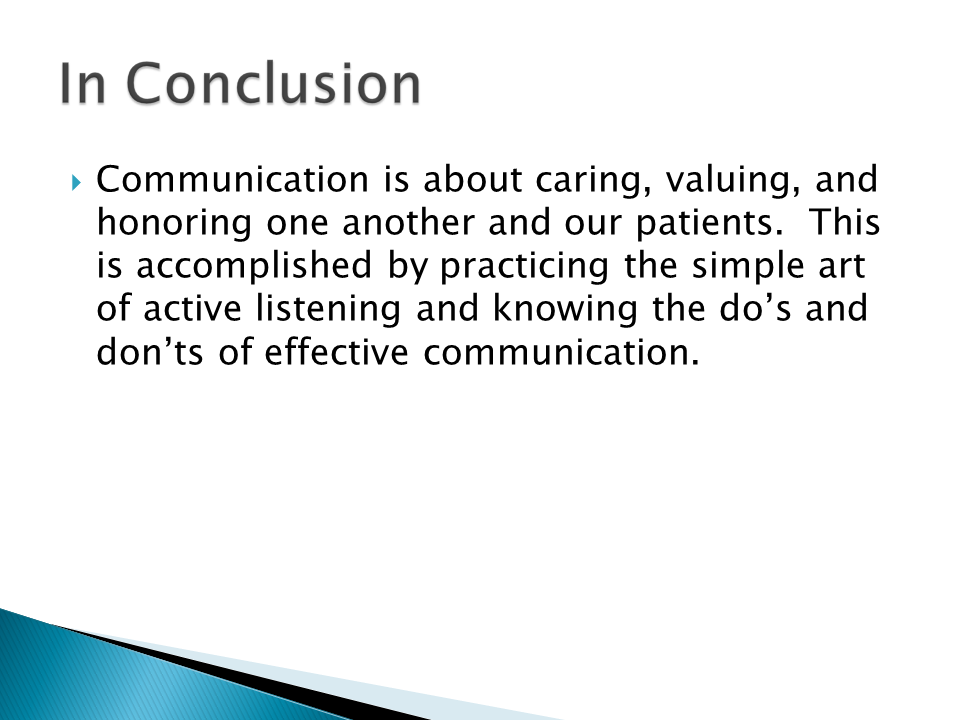 In Conclusion
Communication is about caring, valuing, and
honoring one another and our patients.  This
is accomplished by practicing the simple art
of active listening and knowing the do’s and
don’ts of effective communication.